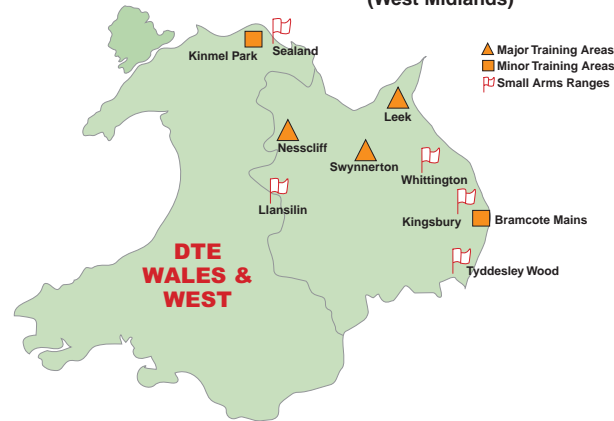 (West Midlands)
Kinmel Park
Sealand
Major Training Areas
Minor Training Areas
Small Arms Ranges
Leek
Nesscliff
Swynnerton
Whittington
Llansilin
Kingsbury
Bramcote Mains
DTE
WALES &
WEST
Tyddesley Wood